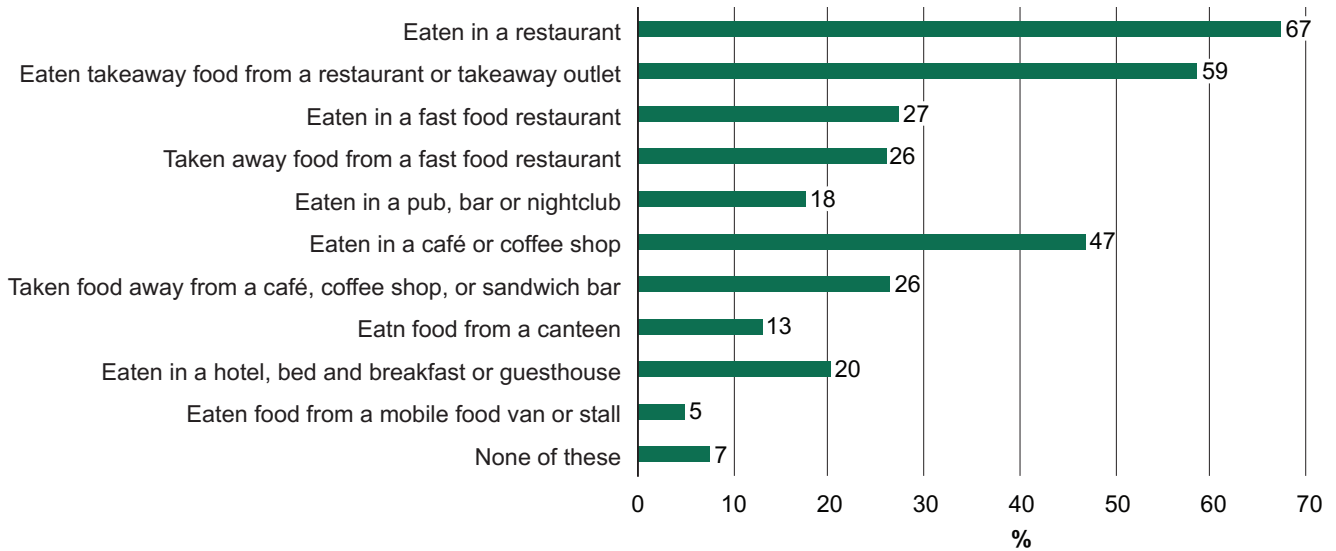 Eaten in a restaurant 67
Eaten takeaway food from a restaurant or takeaway outlet 59
Eaten in a fast food restaurant 27
Taken away food from a fast food restaurant 26
Eaten in a pub, bar or nightclub 18
Eaten in a café or coffee shop 47
Taken food away from a café, coffee shop, or sandwich bar 26
Eatn food from a canteen 13
Eaten in a hotel, bed and breakfast or guesthouse 20
Eaten food from a mobile food van or stall 5
None of these 7
0 10 20 30 40 50 60 70
%